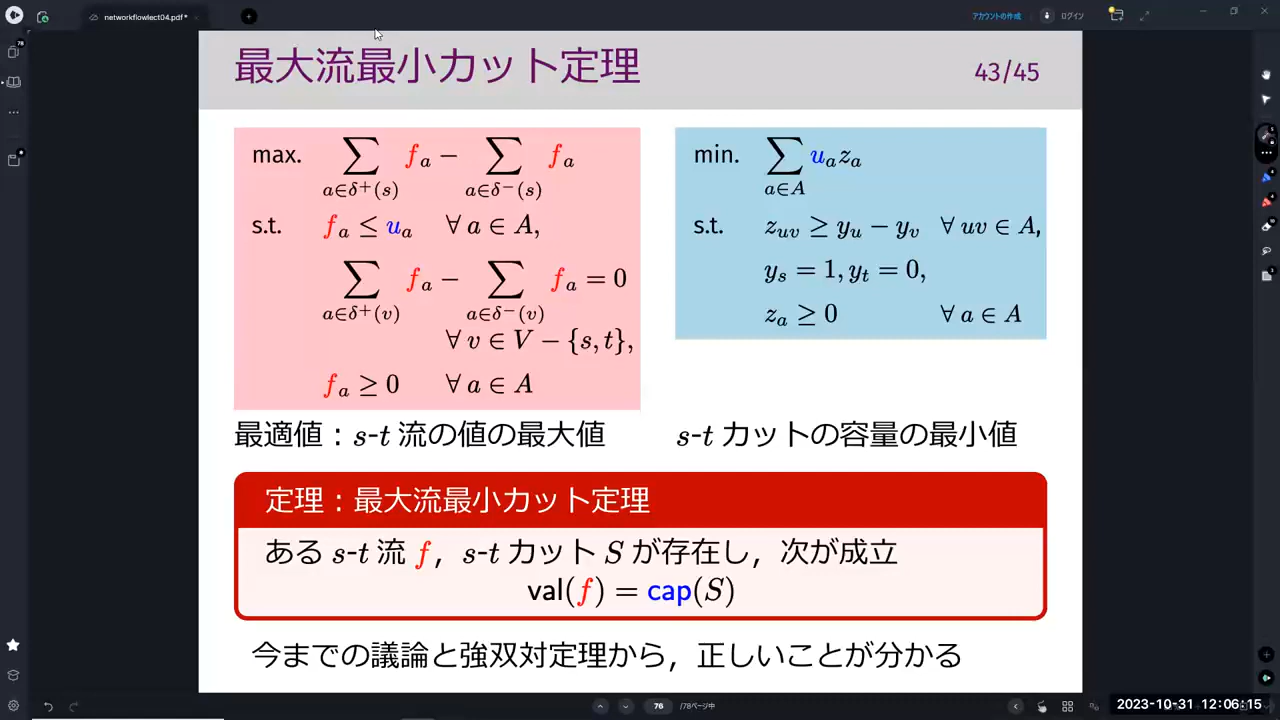 networkflowlect04.pdf*
アカウントの作成
ログイン
最大流最小カット定理
43/45
max. ∑_{a∈δ⁺(s)} f_a − ∑_{a∈δ⁻(s)} f_a
s.t. f_a ≤ u_a ∀ a ∈ A,
∑_{a∈δ⁺(v)} f_a − ∑_{a∈δ⁻(v)} f_a = 0
∀ v ∈ V − {s, t},
f_a ≥ 0 ∀ a ∈ A
最適値：s-t 流の値の最大値
min. ∑_{a∈A} u_a z_a
s.t. z_{uv} ≥ y_u − y_v ∀ uv ∈ A,
y_s = 1, y_t = 0,
z_a ≥ 0 ∀ a ∈ A
s-t カットの容量の最小値
定理：最大流最小カット定理
ある s-t 流 f，s-t カット S が存在し，次が成立
val(f) = cap(S)
今までの議論と強双対定理から，正しいことが分かる
76
/78ページ中
2023-10-31 12:06:15